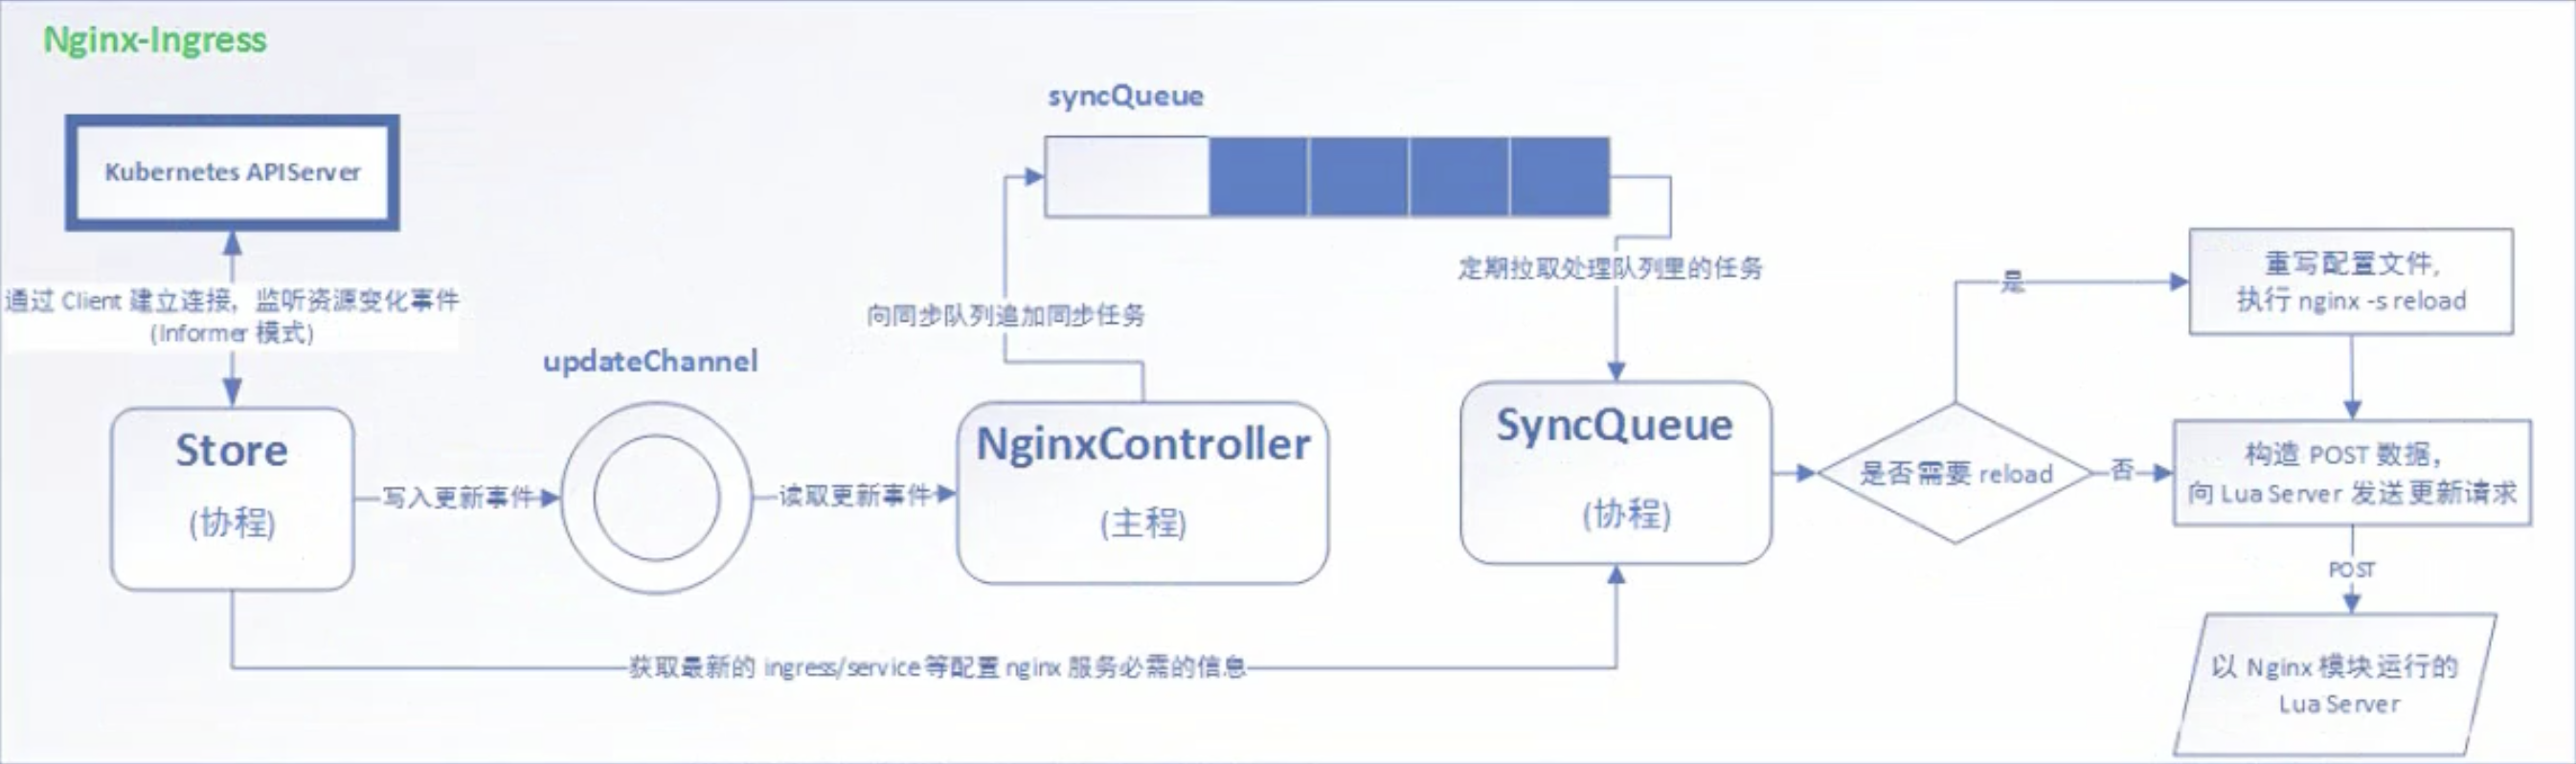 Nginx-Ingress
Kubernetes APIServer
通过 Client 建立连接，监听资源变化事件
(Informer 模式)
Store
(协程)
写入更新事件
updateChannel
读取更新事件
NginxController
(主程)
向同步队列追加同步任务
syncQueue
定期拉取处理队列里的任务
SyncQueue
(协程)
获取最新的 ingress/service 等配置 nginx 服务必需的信息
是否需要 reload
是
重写配置文件,
执行 nginx -s reload
否
构造 POST 数据，
向 Lua Server 发送更新请求
POST
以 Nginx 模块运行的
Lua Server